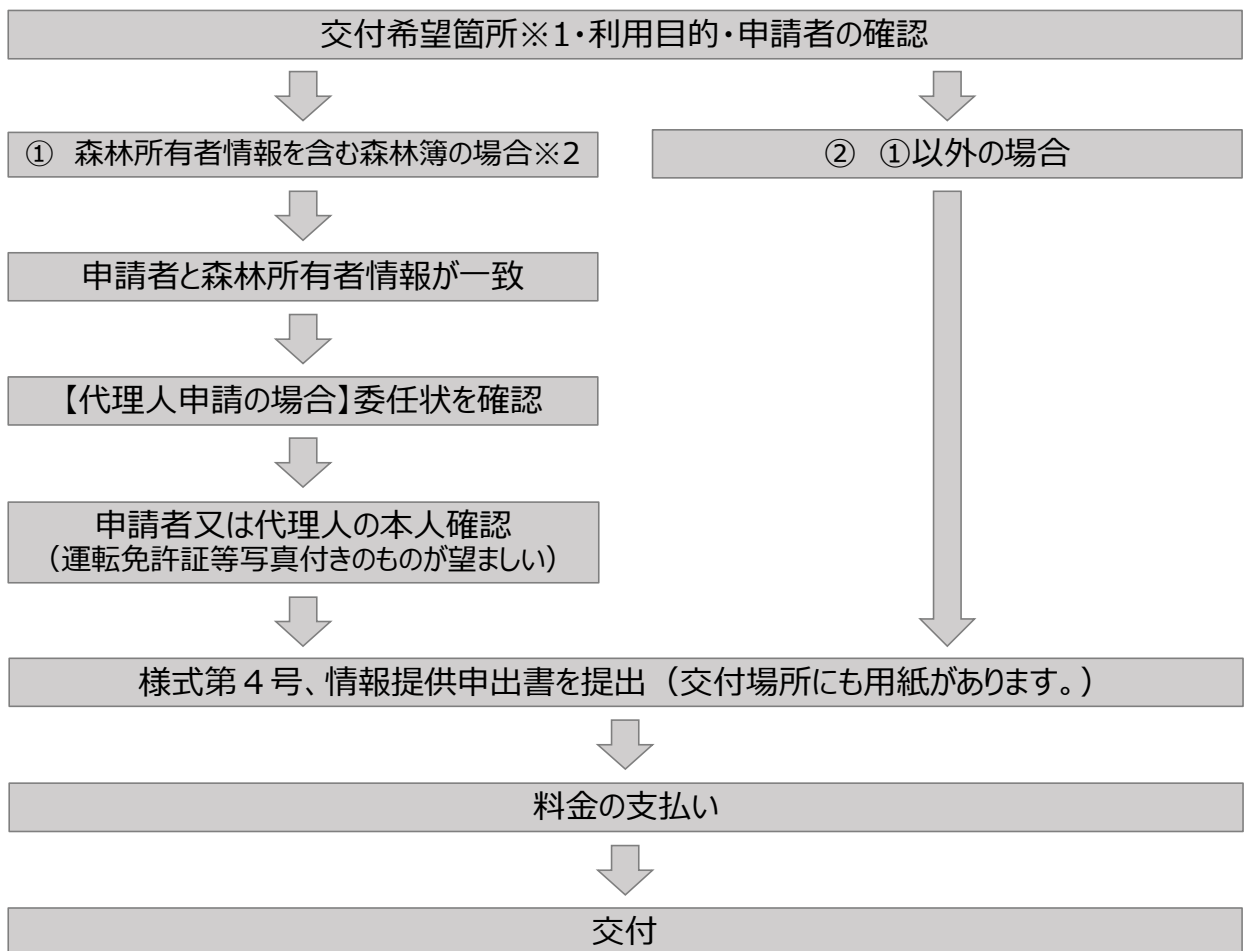 交付希望箇所※1・利用目的・申請者の確認
① 森林所有者情報を含む森林簿の場合※2
② ①以外の場合
申請者と森林所有者情報が一致
【代理人申請の場合】委任状を確認
申請者又は代理人の本人確認
（運転免許証等写真付きのものが望ましい）
様式第４号、情報提供申出書を提出（交付場所にも用紙があります。）
料金の支払い
交付